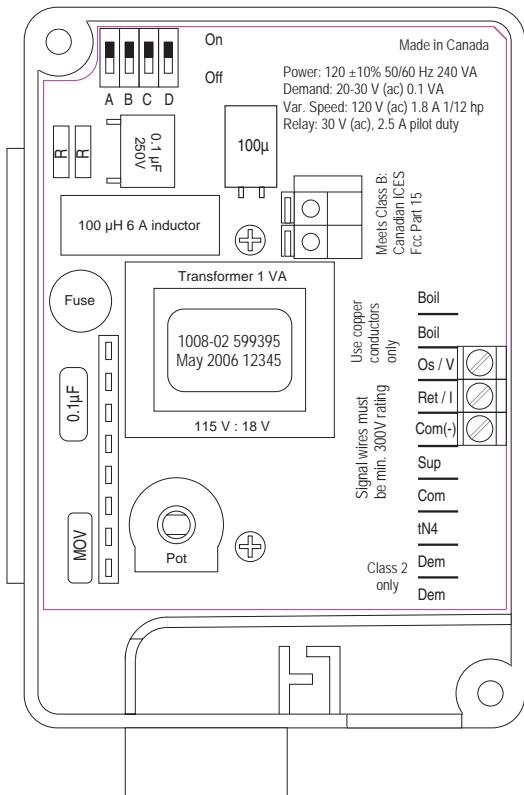 On
Off
A B C D
Made in Canada
Power: 120 ±10% 50/60 Hz 240 VA
Demand: 20-30 V (ac) 0.1 VA
Var. Speed: 120 V (ac) 1.8 A 1/12 hp
Relay: 30 V (ac), 2.5 A pilot duty
R
R
0.1 µF
250V
100µ
Meets Class B:
Canadian ICES
Fcc Part 15
100 µH 6 A inductor
Transformer 1 VA
Fuse
1008-02 599395
May 2006 12345
115 V : 18 V
Use copper
conductors
only
Signal wires must
be min. 300V rating
Boil
Boil
Os / V
Ret / I
Com(-)
Sup
Com
tN4
Dem
Dem
Class 2
only
0.1µF
MOV
Pot